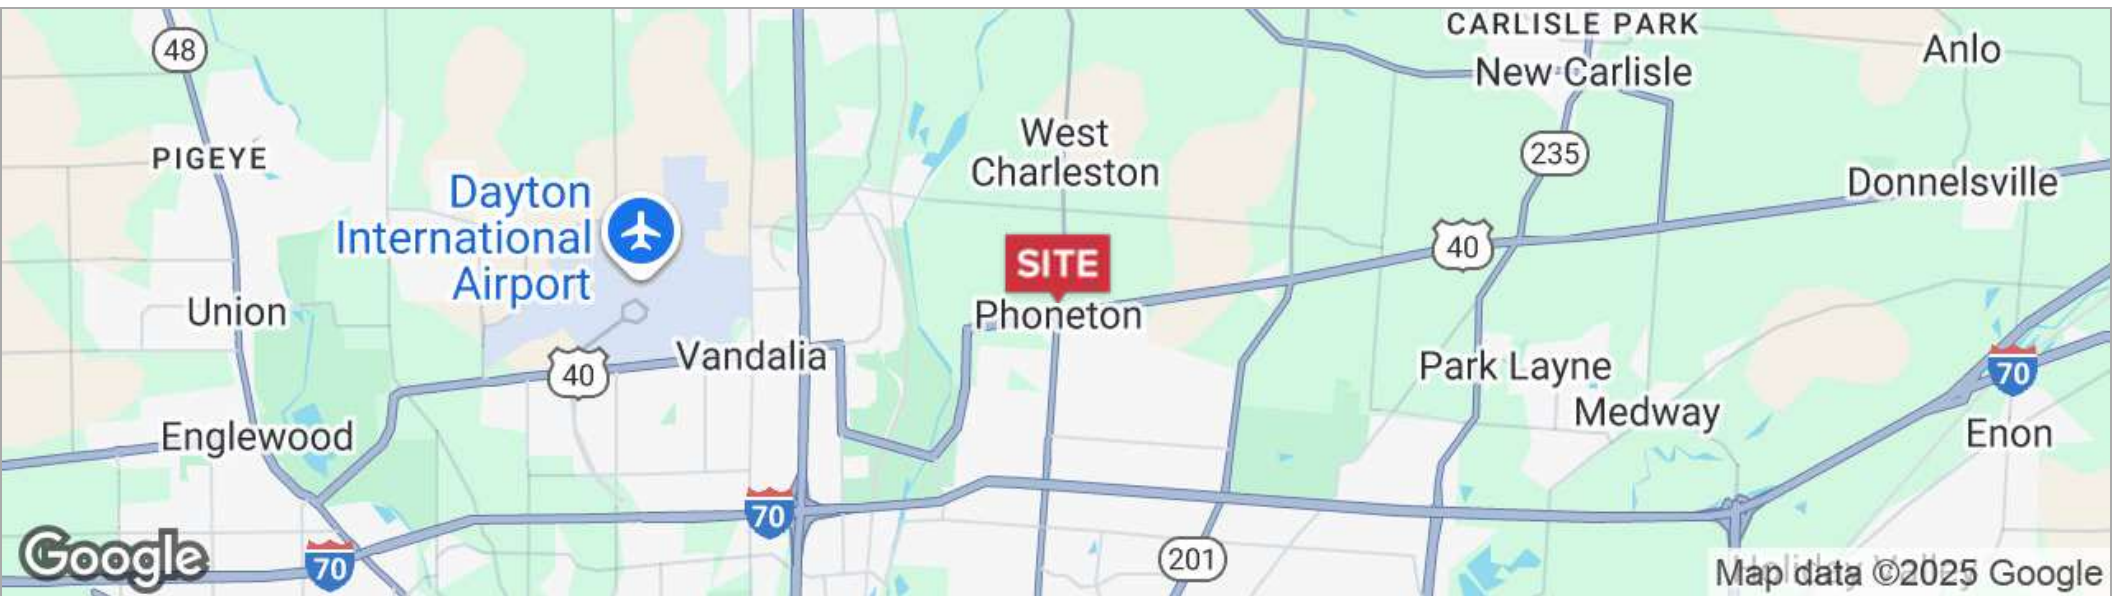 CARLISLE PARK
48
Anlo
New Carlisle
West
Charleston
235
PIGEYE
Dayton
International
Airport
Donnelsville
40
SITE
Union
Phoneton
Vandalia
40
Park Layne
70
Medway
Englewood
Enon
70
201
70
Google
Map data ©2025 Google